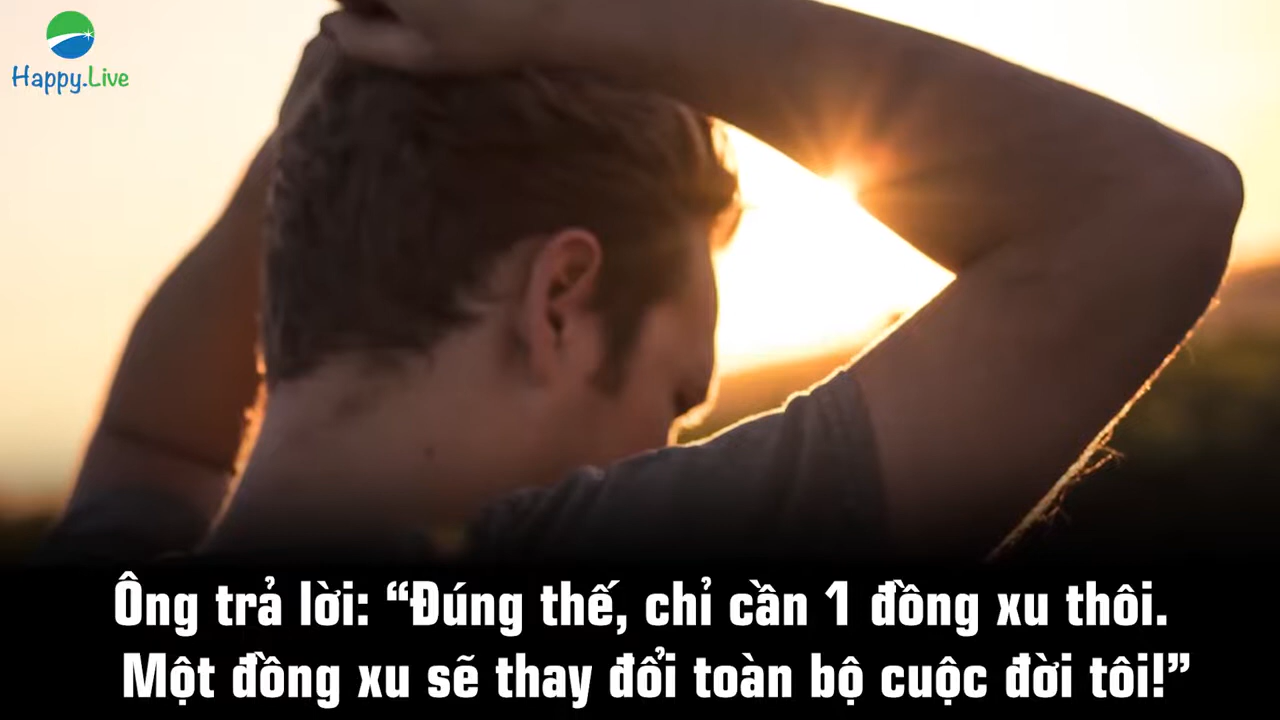 Happy.Live
Ông trả lời: “Đúng thế, chỉ cần 1 đồng xu thôi.
Một đồng xu sẽ thay đổi toàn bộ cuộc đời tôi!”